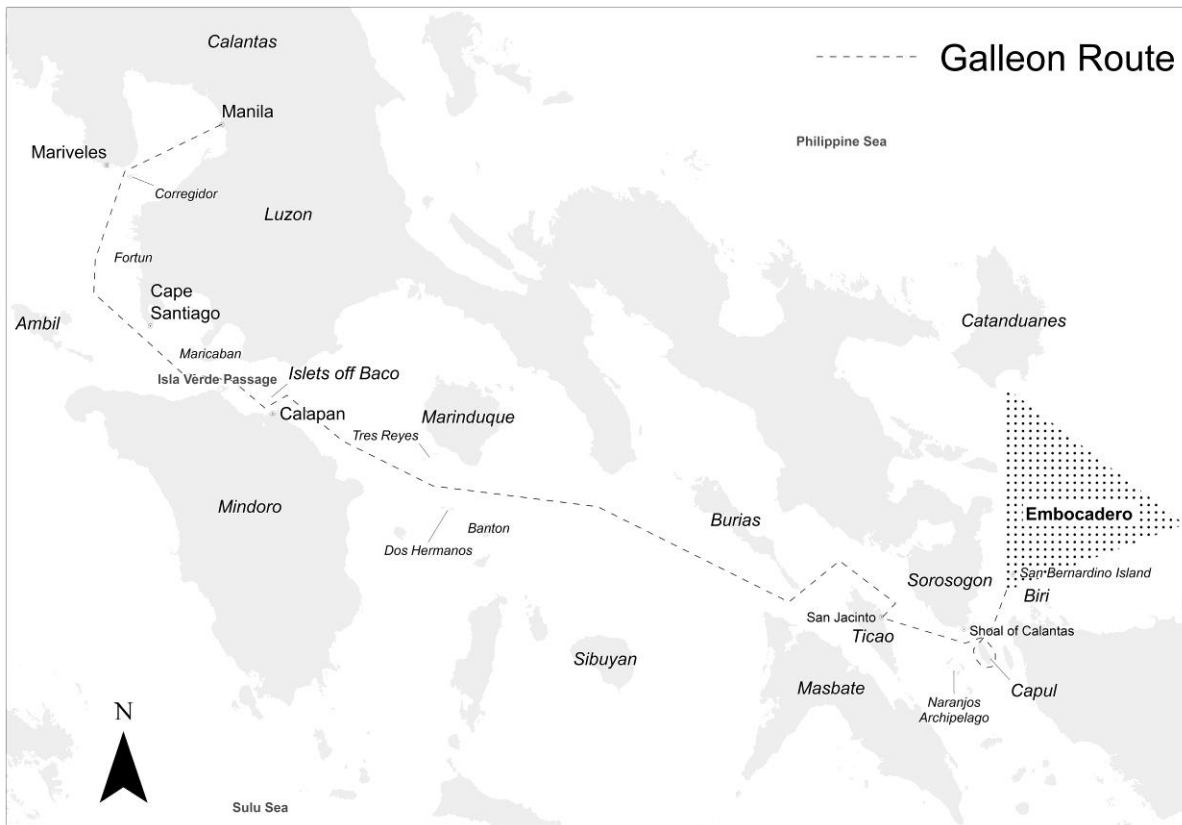 Calantas
Galleon Route
Manila
Philippine Sea
Mariveles
Corregidor
Luzon
Fortun
Cape
Santiago
Ambil
Catanduanes
Maricaban
Isla Verde Passage
Islets off Baco
Calapan
Marinduque
Tres Reyes
Mindoro
Burias
Embocadero
Banton
Dos Hermanos
San Bernardino Island
Sorosogon
Biri
San Jacinto
Ticao
Shoal of Calantas
Sibuyan
Masbate
Capul
Naranjos
Archipelago
N
Sulu Sea